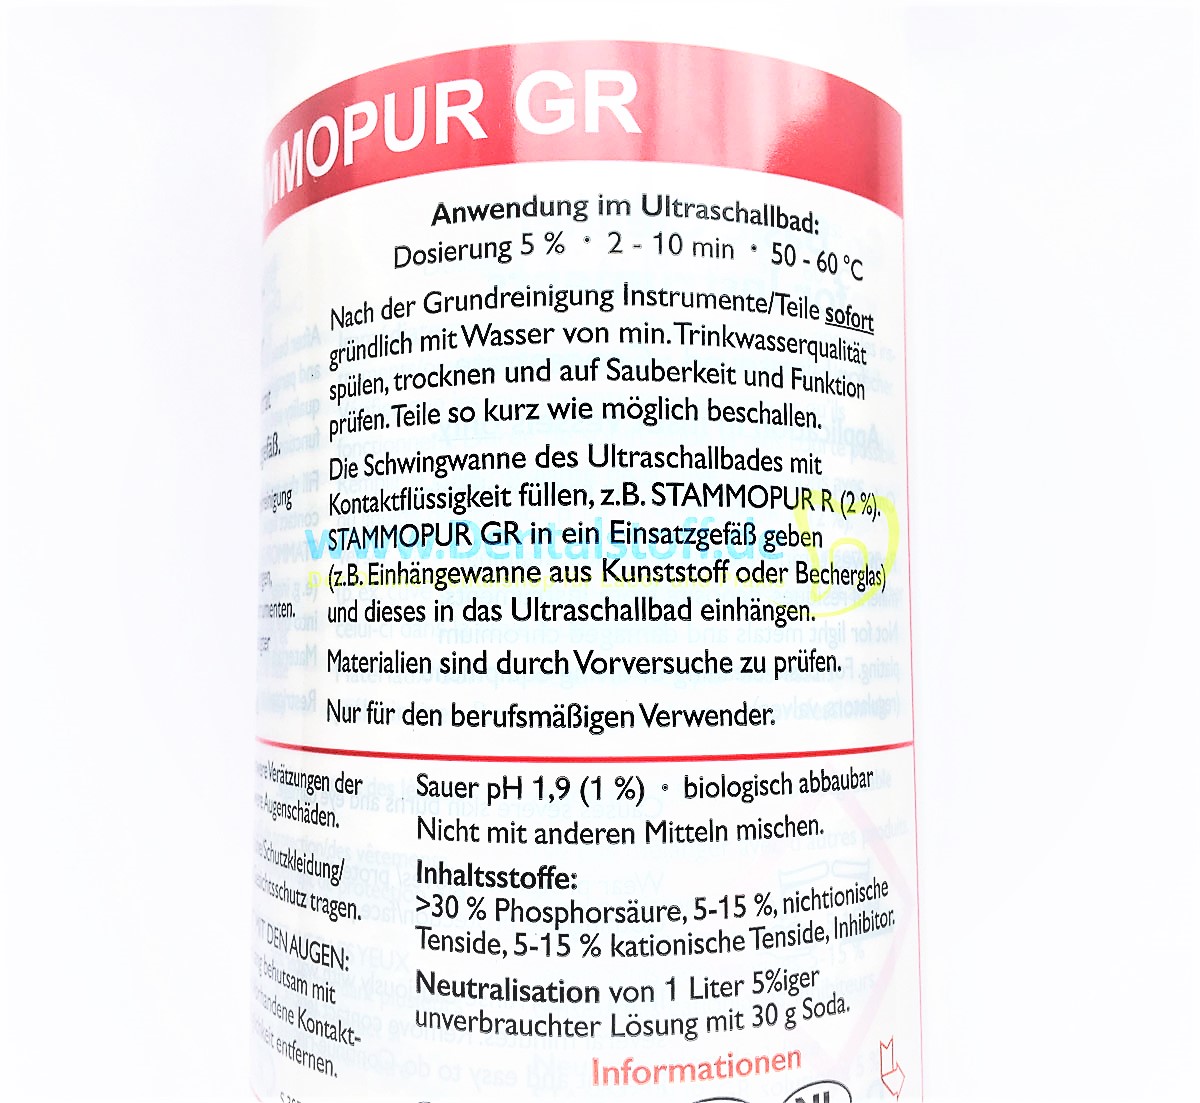 MMOPUR GR
Anwendung im Ultraschallbad:
Dosierung 5 % · 2 - 10 min · 50 - 60 °C
Nach der Grundreinigung Instrumente/Teile sofort
gründlich mit Wasser von min. Trinkwasserqualität
spülen, trocknen und auf Sauberkeit und Funktion
prüfen. Teile so kurz wie möglich beschallen.
Die Schwingwanne des Ultraschallbades mit
Kontaktflüssigkeit füllen, z.B. STAMMOPUR R (2 %).
STAMMOPUR GR in ein Einsatzgefäß geben
(z.B. Einhängewanne aus Kunststoff oder Becherglas)
und dieses in das Ultraschallbad einhängen.
Materialien sind durch Vorversuche zu prüfen.
Nur für den berufsmäßigen Verwender.
www.Dentalstoff.de
Verätzungen der
Augenschäden.
Schutzkleidung/
tragen.
DEN AUGEN:
behutsam mit
Kontakt-
entfernen.
Sauer pH 1,9 (1 %) · biologisch abbaubar
Nicht mit anderen Mitteln mischen.
Inhaltsstoffe:
>30 % Phosphorsäure, 5-15 %, nichtionische
Tenside, 5-15 % kationische Tenside, Inhibitor.
Neutralisation von 1 Liter 5%iger
unverbrauchter Lösung mit 30 g Soda.
Informationen
NL